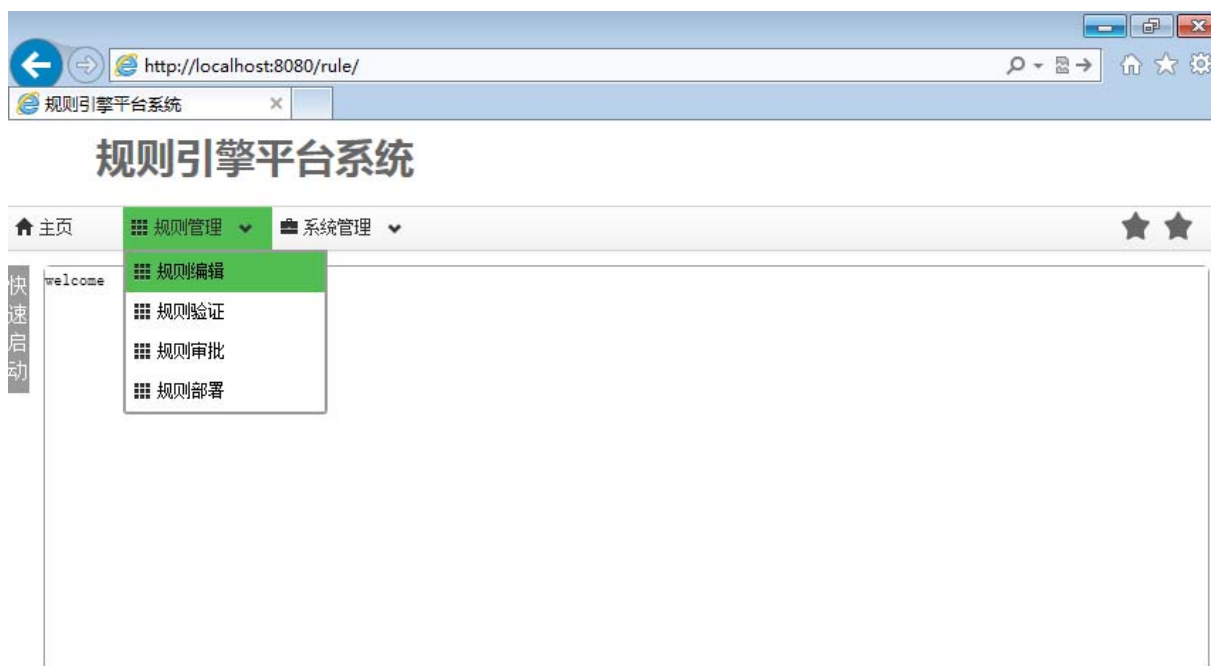 http://localhost:8080/rule/
规则引擎平台系统
规则引擎平台系统
主页 规则管理 系统管理
规则编辑
规则验证
规则审批
规则部署
快速启动
welcome